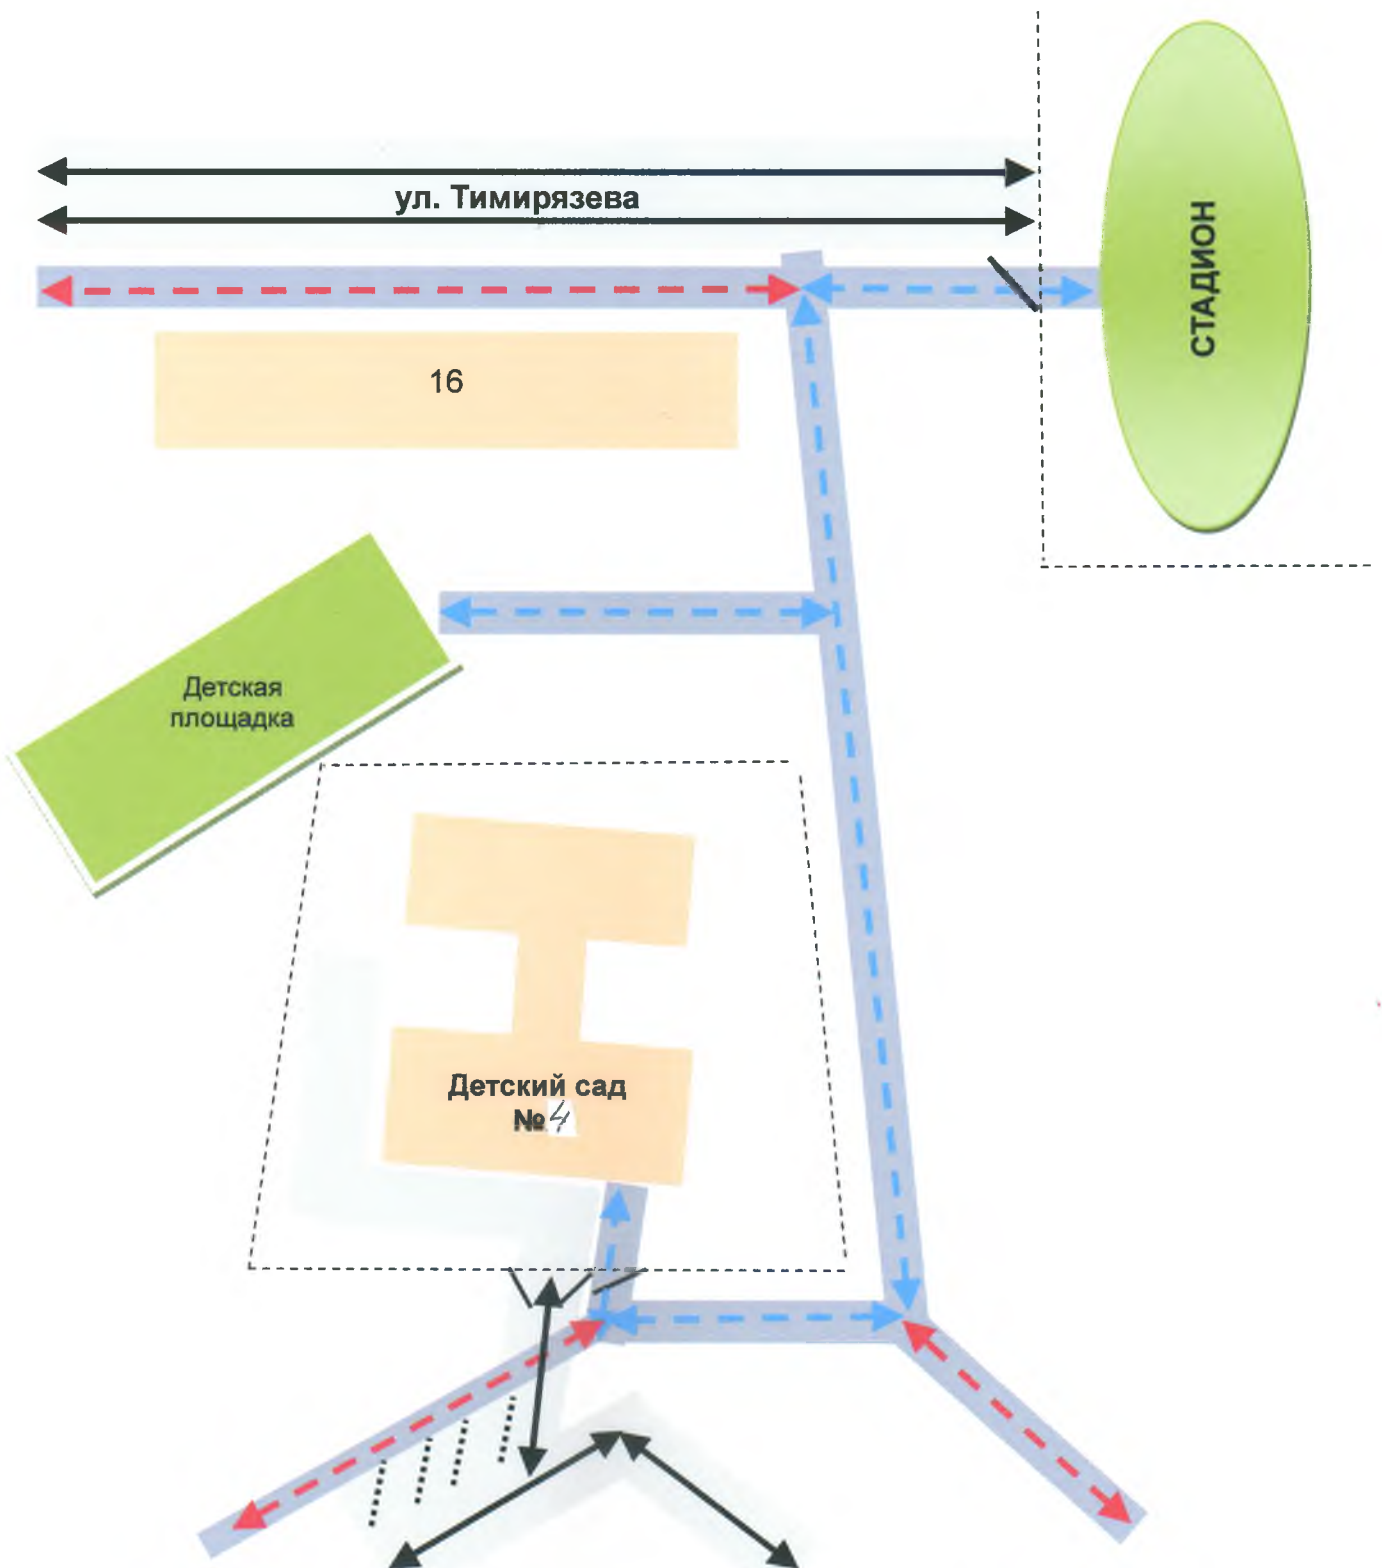 ул. Тимирязева
СТАДИОН
16
Детская
площадка
Детский сад
№4